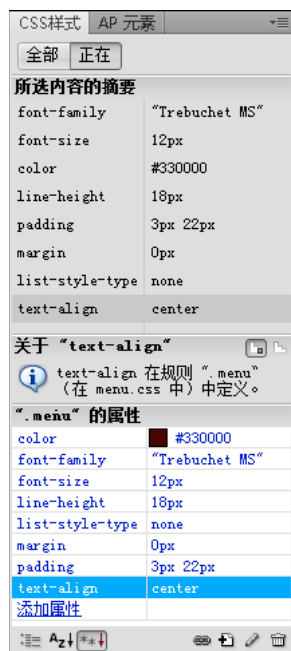 CSS样式 AP 元素
全部 正在
所选内容的摘要
font-family "Trebuchet MS"
font-size 12px
color #330000
line-height 18px
padding 3px 22px
margin 0px
list-style-type none
text-align center
关于 "text-align"
text-align 在规则 ".menu"
(在 menu.css 中) 中定义。
".menu" 的属性
color #330000
font-family "Trebuchet MS"
font-size 12px
line-height 18px
list-style-type none
margin 0px
padding 3px 22px
text-align center
添加属性
AZ↓ **↓